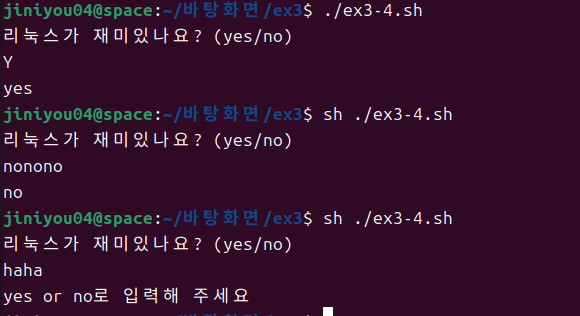 jiniyou04@space:~/바탕화면/ex3$ ./ex3-4.sh
리눅스가 재미있나요? (yes/no)
Y
yes
jiniyou04@space:~/바탕화면/ex3$ sh ./ex3-4.sh
리눅스가 재미있나요? (yes/no)
nonono
no
jiniyou04@space:~/바탕화면/ex3$ sh ./ex3-4.sh
리눅스가 재미있나요? (yes/no)
haha
yes or no로 입력해 주세요